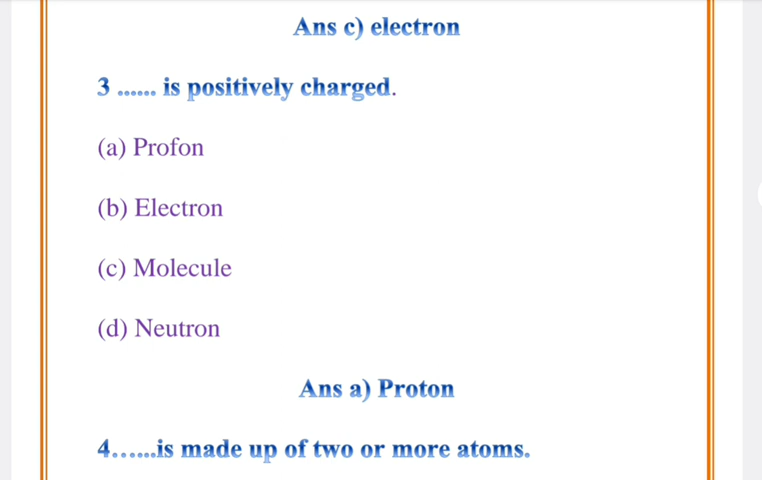 Ans c) electron
3 ...... is positively charged.
(a) Profon
(b) Electron
(c) Molecule
(d) Neutron
Ans a) Proton
4......is made up of two or more atoms.